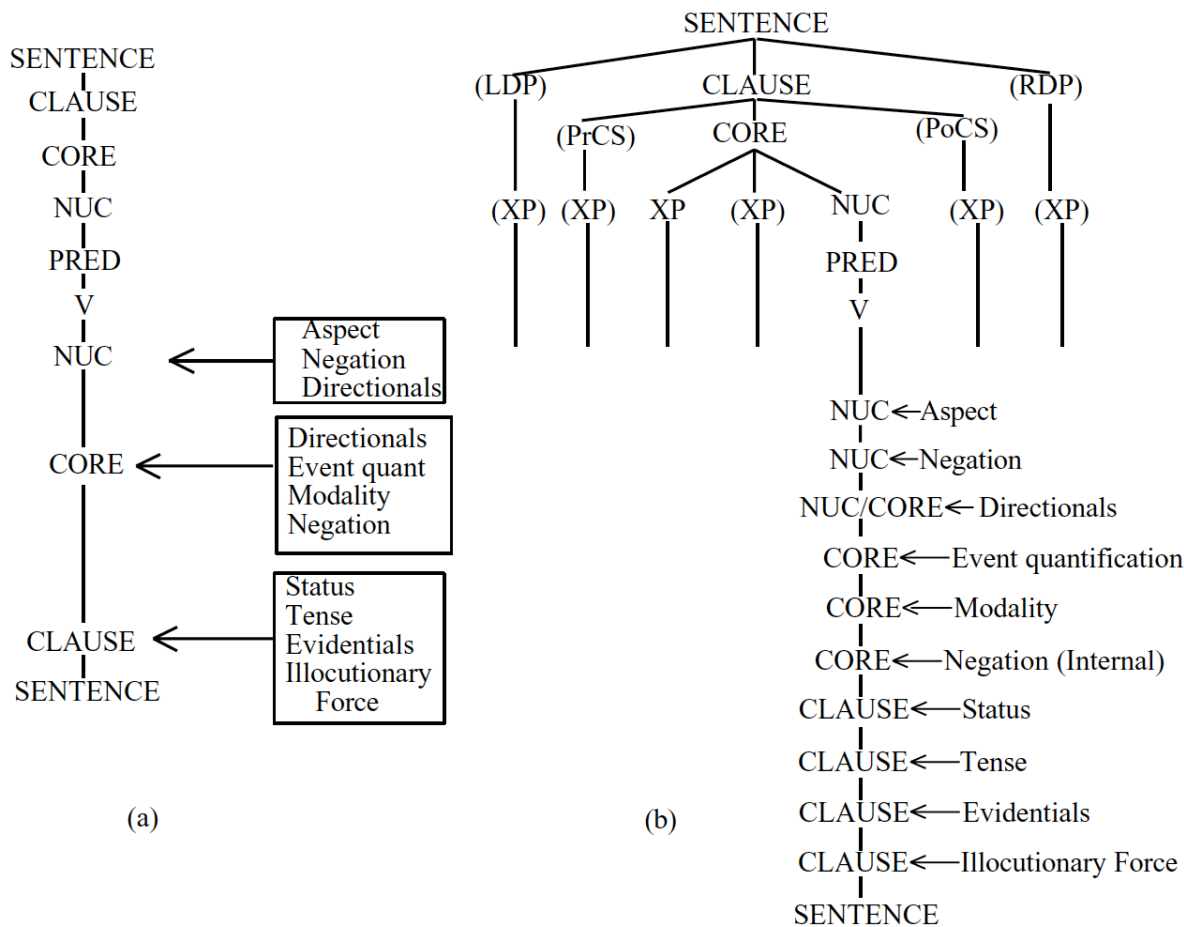 SENTENCE
CLAUSE
CORE
NUC
PRED
V
NUC
CORE
CLAUSE
SENTENCE
Aspect
Negation
Directionals
Directionals
Event quant
Modality
Negation
Status
Tense
Evidentials
Illocutionary
Force
(a)
SENTENCE
(LDP) CLAUSE (RDP)
(PrCS) CORE (PoCS)
(XP) (XP) XP (XP) NUC (XP) (XP)
PRED
V
NUC Aspect
NUC Negation
NUC/CORE Directionals
CORE Event quantification
CORE Modality
CORE Negation (Internal)
CLAUSE Status
CLAUSE Tense
CLAUSE Evidentials
CLAUSE Illocutionary Force
SENTENCE
(b)